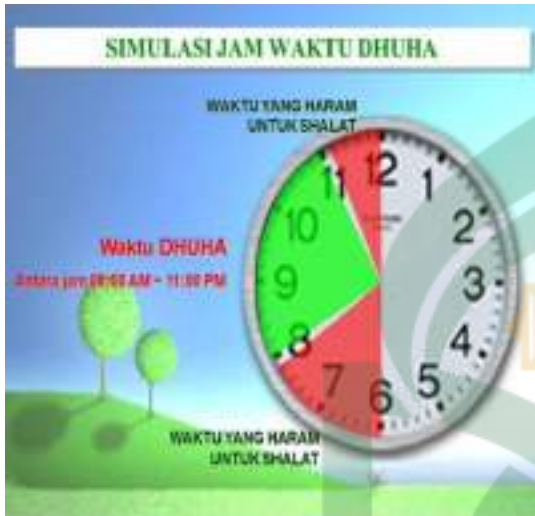 SIMULASI JAM WAKTU DHUHA
WAKTU YANG HARAM
UNTUK SHALAT
Waktu DHUHA
Antara jam 08:00 AM - 11:00 PM
12
1
2
3
4
5
6
7
8
9
10
11
WAKTU YANG HARAM
UNTUK SHALAT